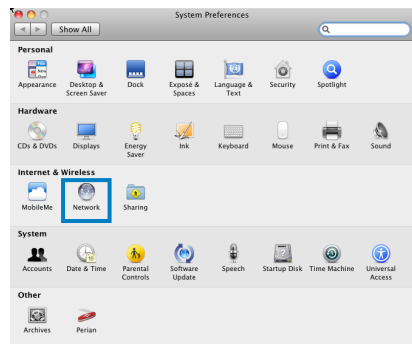 System Preferences
Show All
Personal
Appearance Desktop & Screen Saver Dock Exposé & Spaces Language & Text Security Spotlight
Hardware
CDs & DVDs Displays Energy Saver Ink Keyboard Mouse Print & Fax Sound
Internet & Wireless
MobileMe Network Sharing
System
Accounts Date & Time Parental Controls Software Update Speech Startup Disk Time Machine Universal Access
Other
Archives Perian